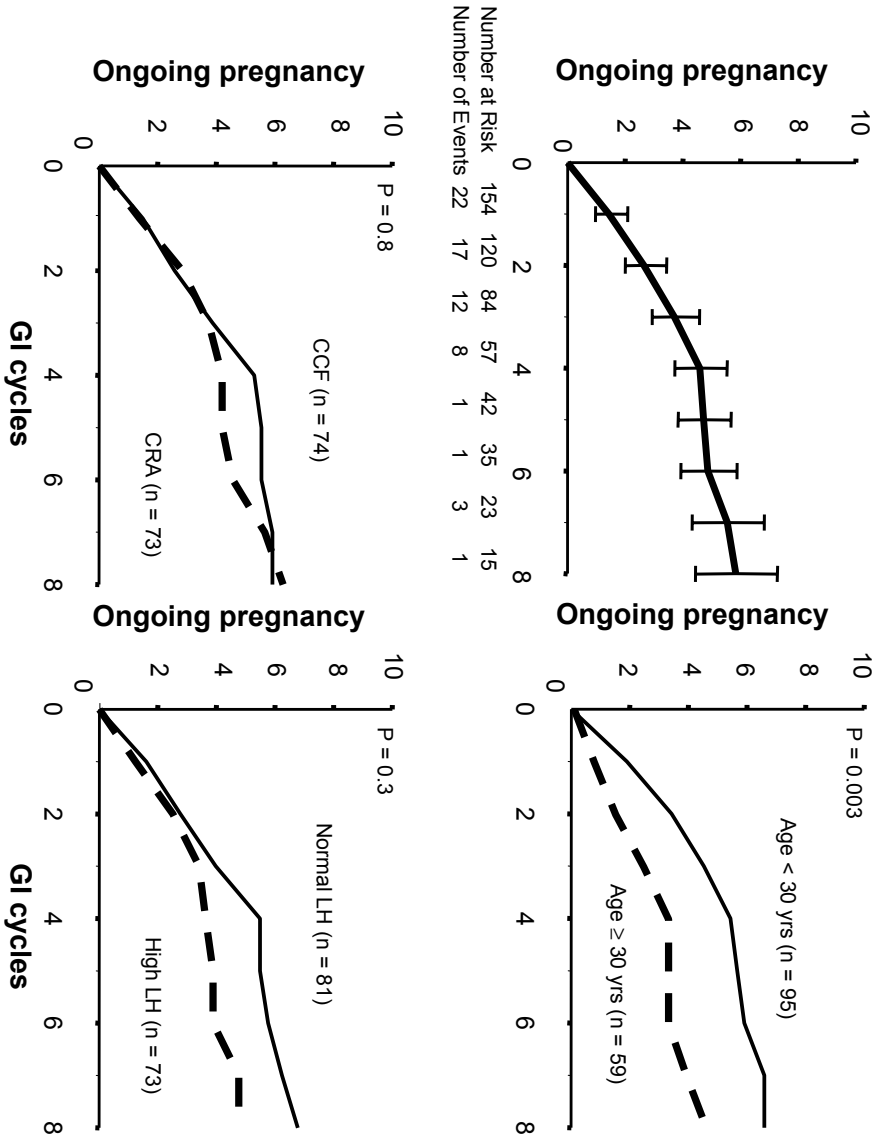 Ongoing pregnancy
10
8
6
4
2
0
0 2 4 6 8
Number at Risk 154 120 84 57 42 35 23 15
Number of Events 22 17 12 8 1 1 3 1
Ongoing pregnancy
10
8
6
4
2
0
P = 0.003
Age < 30 yrs (n = 95)
Age ≥ 30 yrs (n = 59)
0 2 4 6 8
Ongoing pregnancy
10
8
6
4
2
0
P = 0.8
CCF (n = 74)
CRA (n = 73)
0 2 4 6 8
GI cycles
Ongoing pregnancy
10
8
6
4
2
0
P = 0.3
Normal LH (n = 81)
High LH (n = 73)
0 2 4 6 8
GI cycles